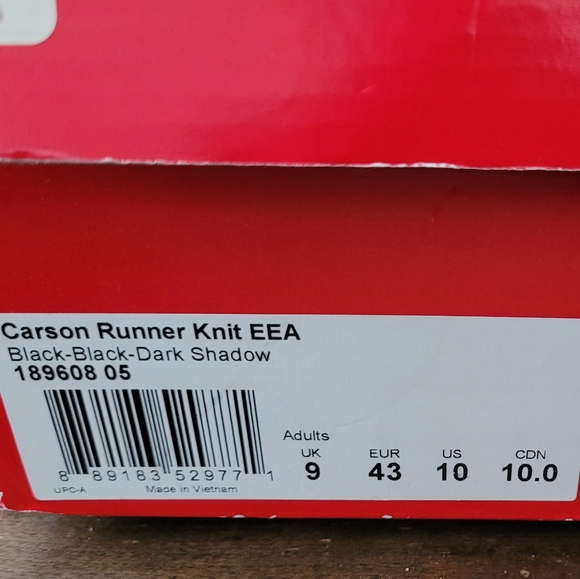 Carson Runner Knit EEA
Black-Black-Dark Shadow
189608 05
8 89183 52977 1
UPC-A
Made in Vietnam
Adults
UK EUR US CDN
9 43 10 10.0